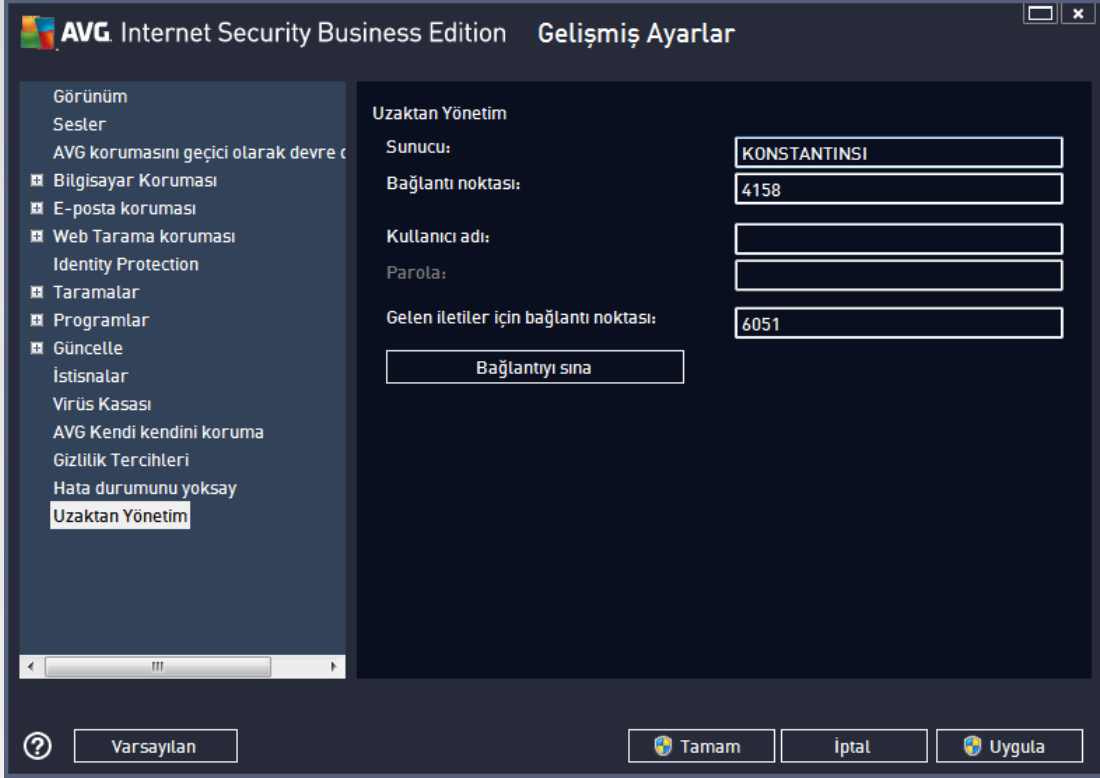 AVG. Internet Security Business Edition Gelişmiş Ayarlar
Görünüm
Sesler
AVG korumasını geçici olarak devre
Bilgisayar Koruması
E-posta koruması
Web Tarama koruması
Identity Protection
Taramalar
Programlar
Güncelle
İstisnalar
Virüs Kasası
AVG Kendi kendini koruma
Gizlilik Tercihleri
Hata durumunu yoksay
Uzaktan Yönetim
Uzaktan Yönetim
Sunucu: KONSTANTINSI
Bağlantı noktası: 4158
Kullanıcı adı:
Parola:
Gelen iletiler için bağlantı noktası: 6051
Bağlantıyı sına
Varsayılan
Tamam
İptal
Uygula